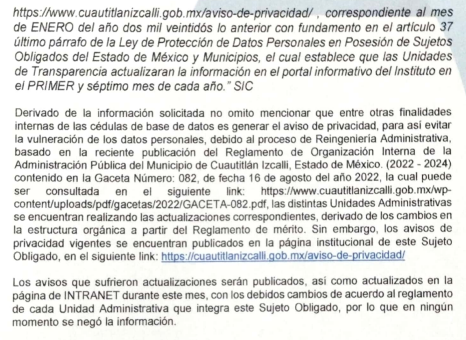 https://www.cuautitlanizcalli.gob.mx/aviso-de-privacidad/ , correspondiente al mes
de ENERO del año dos mil veintidós lo anterior con fundamento en el artículo 37
último párrafo de la Ley de Protección de Datos Personales en Posesión de Sujetos
Obligados del Estado de México y Municipios, el cual establece que las Unidades
de Transparencia actualizaran la información en el portal informativo del Instituto en
el PRIMER y séptimo mes de cada año." SIC
Derivado de la información solicitada no omito mencionar que entre otras finalidades
internas de las cédulas de base de datos es generar el aviso de privacidad, para así evitar
la vulneración de los datos personales, debido al proceso de Reingeniería Administrativa,
basado en la reciente publicación del Reglamento de Organización Interna de la
Administración Pública del Municipio de Cuautitlán Izcalli, Estado de México. (2022 - 2024)
contenido en la Gaceta Número: 082, de fecha 16 de agosto del año 2022, la cual puede
ser consultada en el siguiente link: https://www.cuautitlanizcalli.gob.mx/wp-
content/uploads/pdf/gacetas/2022/GACETA-082.pdf, las distintas Unidades Administrativas
se encuentran realizando las actualizaciones correspondientes, derivado de los cambios en
la estructura orgánica a partir del Reglamento de mérito. Sin embargo, los avisos de
privacidad vigentes se encuentran publicados en la página institucional de este Sujeto
Obligado, en el siguiente link: https://cuautitlanizcalli.gob.mx/aviso-de-privacidad/
Los avisos que sufrieron actualizaciones serán publicados, así como actualizados en la
página de INTRANET durante este mes, con los debidos cambios de acuerdo al reglamento
de cada Unidad Administrativa que integra este Sujeto Obligado, por lo que en ningún
momento se negó la información.